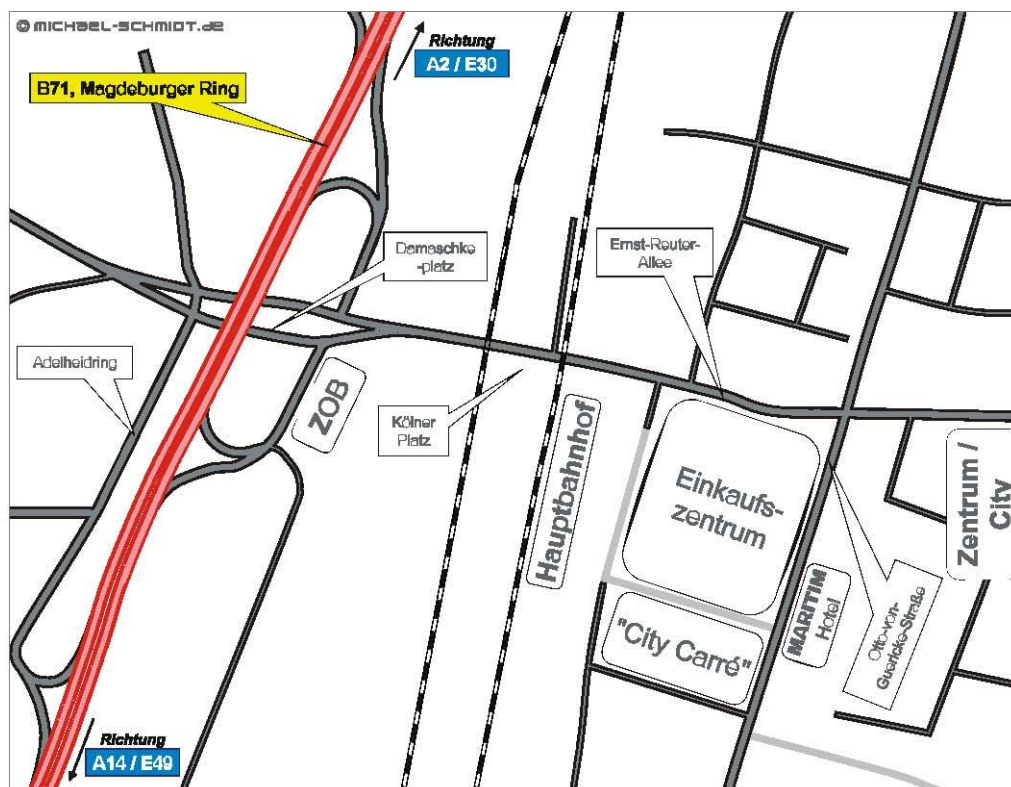 © MICHAEL-SCHMIDT.de
Richtung
A2 / E30
B71, Magdeburger Ring
Damaschke
-platz
Ernst-Reuter-
Allee
Adelheidring
ZOB
Kölner
Platz
Hauptbahnhof
Einkaufs-
zentrum
Zentrum /
City
"City Carré"
MARITIM
Hotel
Otto-von-
Guericke-Straße
Richtung
A14 / E49